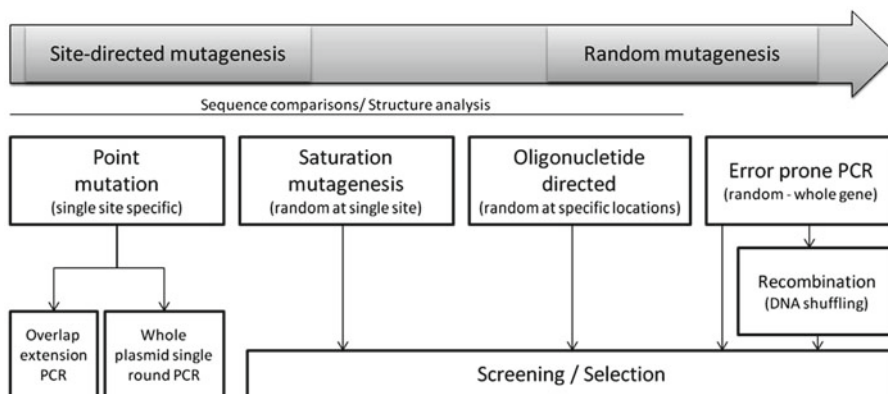 Site-directed mutagenesis
Random mutagenesis
Sequence comparisons/ Structure analysis
Point
mutation
(single site specific)
Saturation
mutagenesis
(random at single site)
Oligonucletide
directed
(random at specific locations)
Error prone PCR
(random - whole gene)
Recombination
(DNA shuffling)
Overlap
extension
PCR
Whole
plasmid single
round PCR
Screening / Selection